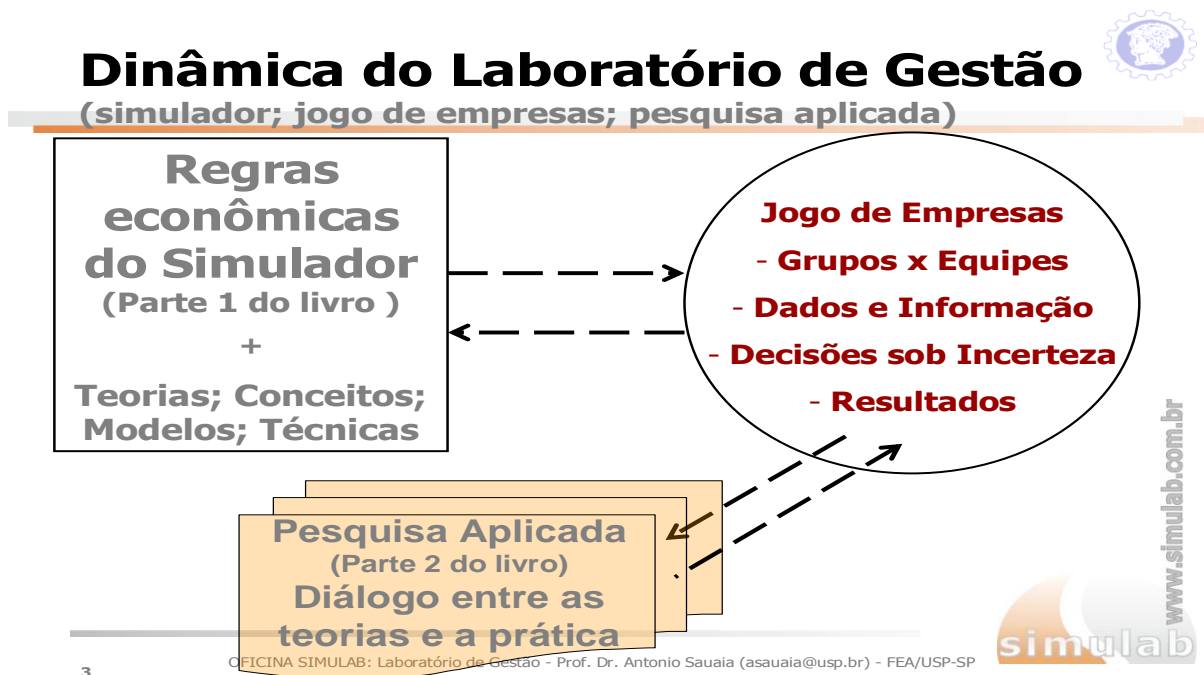 Dinâmica do Laboratório de Gestão
(simulador; jogo de empresas; pesquisa aplicada)
Regras
econômicas
do Simulador
(Parte 1 do livro )
+
Teorias; Conceitos;
Modelos; Técnicas
Jogo de Empresas
- Grupos x Equipes
- Dados e Informação
- Decisões sob Incerteza
- Resultados
Pesquisa Aplicada
(Parte 2 do livro)
Diálogo entre as
teorias e a prática
www.simulab.com.br
simulab
OFICINA SIMULAB: Laboratório de Gestão - Prof. Dr. Antonio Sauaia (asauaia@usp.br) - FEA/USP-SP
3